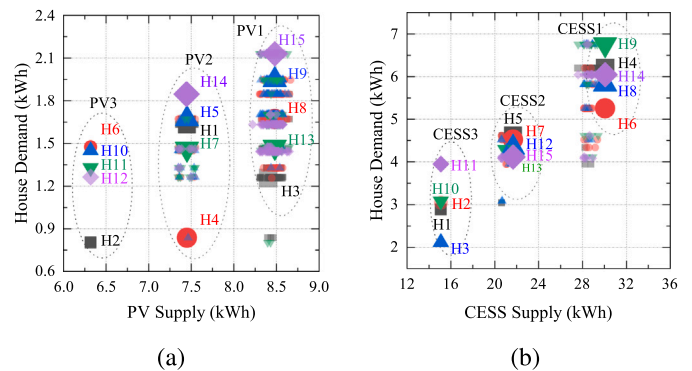 2.4
2.1
1.8
1.5
1.2
0.9
0.6
House Demand (kWh)
PV1
H15
PV2
H9
H14
PV3
H8
H5
H6
H1
H10
H7
H13
H11
H12
H3
H4
H2
6.0 6.5 7.0 7.5 8.0 8.5 9.0
PV Supply (kWh)
(a)
7
6
5
4
3
2
House Demand (kWh)
CESS1
H9
H4
H14
H8
CESS2
H6
H5
H7
CESS3
H12
H15
H11
H13
H10
H2
H1
H3
12 16 20 24 28 32 36
CESS Supply (kWh)
(b)